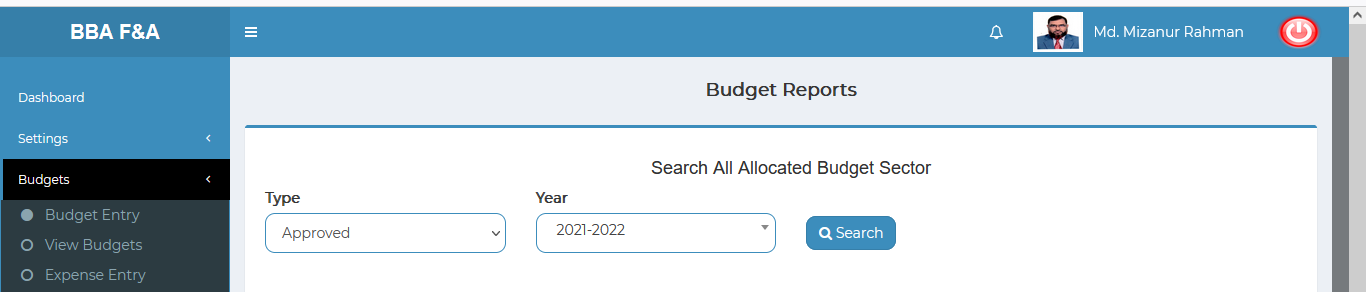 BBA F&A
Md. Mizanur Rahman
Dashboard
Settings
Budgets
Budget Entry
View Budgets
Expense Entry
Budget Reports
Search All Allocated Budget Sector
Type
Year
Approved
2021-2022
Search